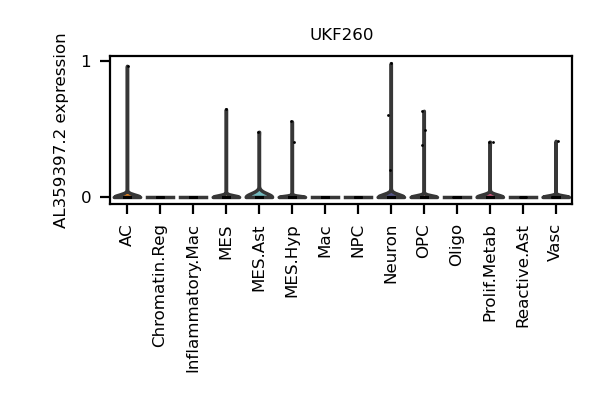 UKF260
AL359397.2 expression
1
0
AC
Chromatin.Reg
Inflammatory.Mac
MES
MES.Ast
MES.Hyp
Mac
NPC
Neuron
OPC
Oligo
Prolif.Metab
Reactive.Ast
Vasc